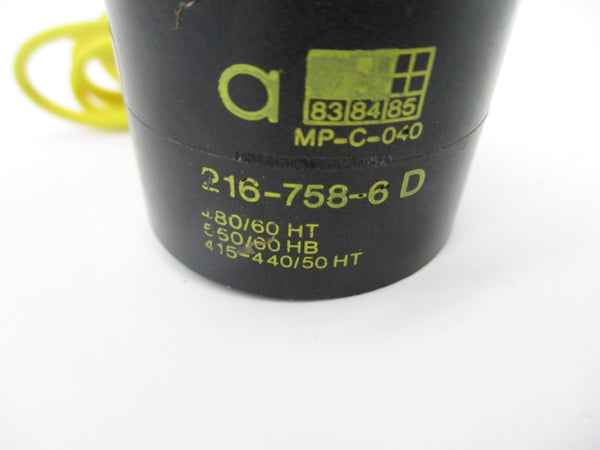 a
83 84 85
MP-C-040
216-758-6 D
480/60 HT
550/60 HB
415-440/50 HT